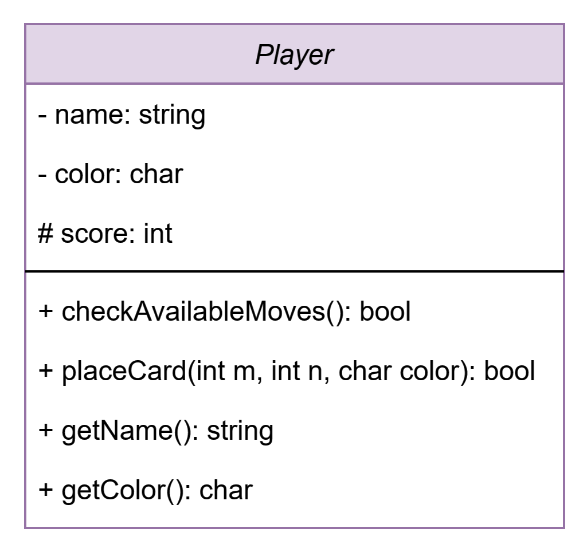 Player
- name: string
- color: char
# score: int
+ checkAvailableMoves(): bool
+ placeCard(int m, int n, char color): bool
+ getName(): string
+ getColor(): char